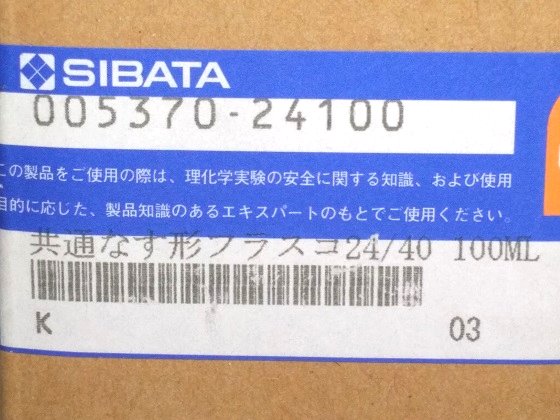 SIBATA
005370-24100
この製品をご使用の際は、理化学実験の安全に関する知識、および使用
目的に応じた、製品知識のあるエキスパートのもとでご使用ください。
共通なす形フラスコ24/40 100ML
K 03